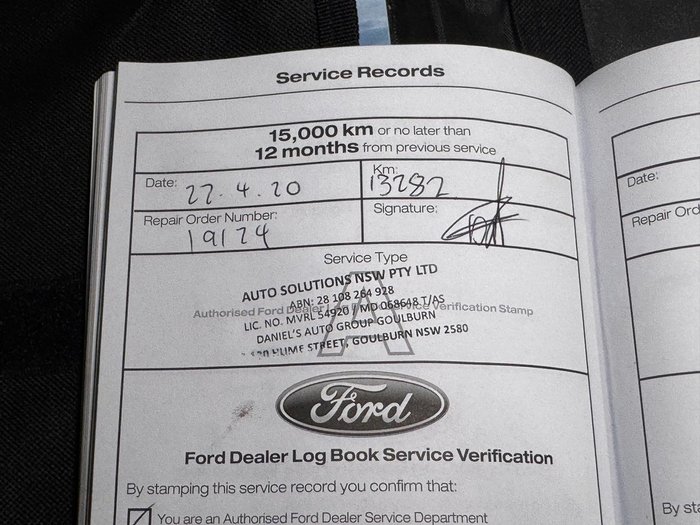 Service Records
15,000 km or no later than
12 months from previous service
Date: 22.4.20
Km: 13282
Repair Order Number: 19174
Signature:
Service Type
A
AUTO SOLUTIONS NSW PTY LTD
ABN: 28 108 264 928
Authorised Ford Dealer Verification Stamp
LIC. NO. MVRL 54920 / MD 068648 T/AS
DANIEL'S AUTO GROUP GOULBURN
HUME STREET, GOULBURN NSW 2580
Ford
Ford Dealer Log Book Service Verification
By stamping this service record you confirm that:
You are an Authorised Ford Dealer Service Department
Date:
Repair Ord
By sta